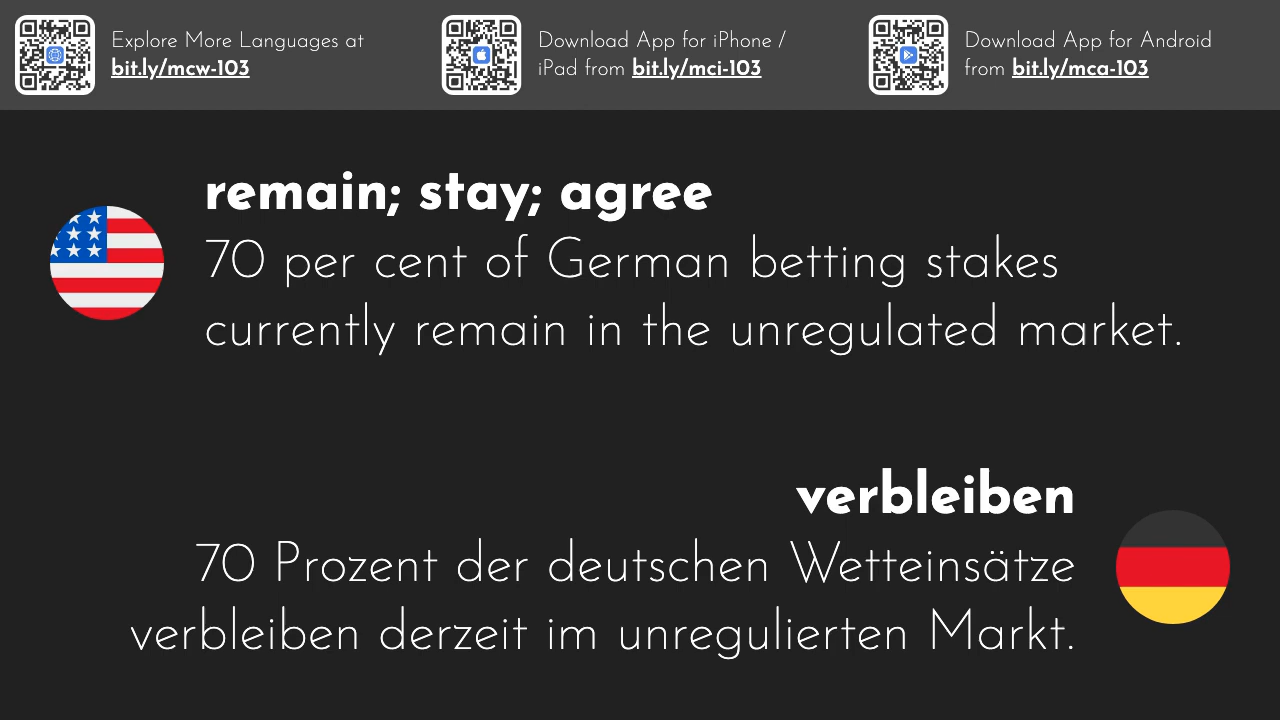 Explore More Languages at
bit.ly/mcw-103
Download App for iPhone /
iPad from bit.ly/mci-103
Download App for Android
from bit.ly/mca-103
remain; stay; agree
70 per cent of German betting stakes
currently remain in the unregulated market.
verbleiben
70 Prozent der deutschen Wetteinsätze
verbleiben derzeit im unregulierten Markt.